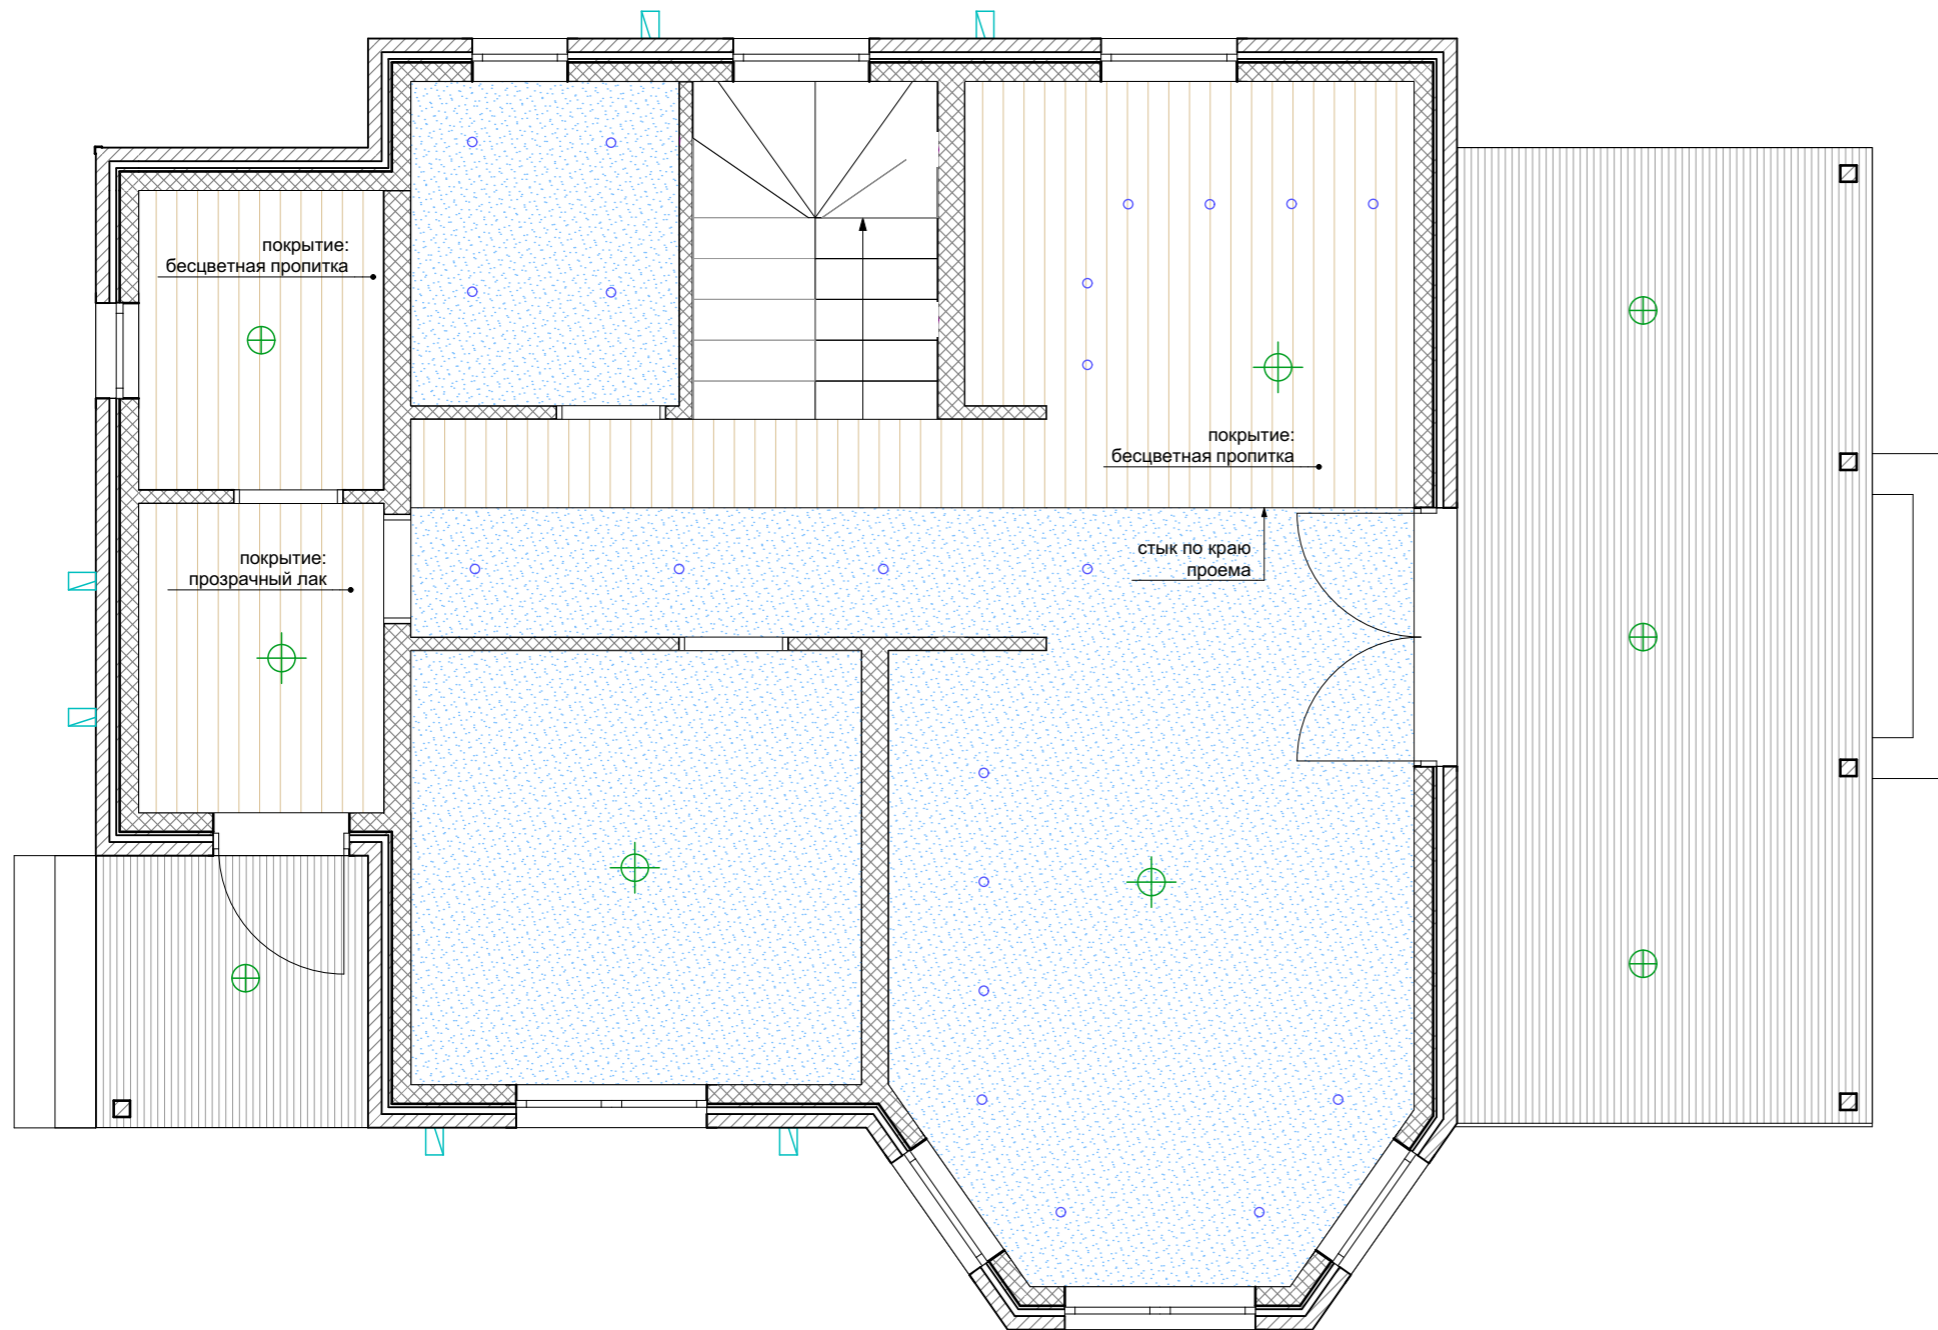 покрытие:
бесцветная пропитка
покрытие:
бесцветная пропитка
покрытие:
прозрачный лак
стык по краю
проема